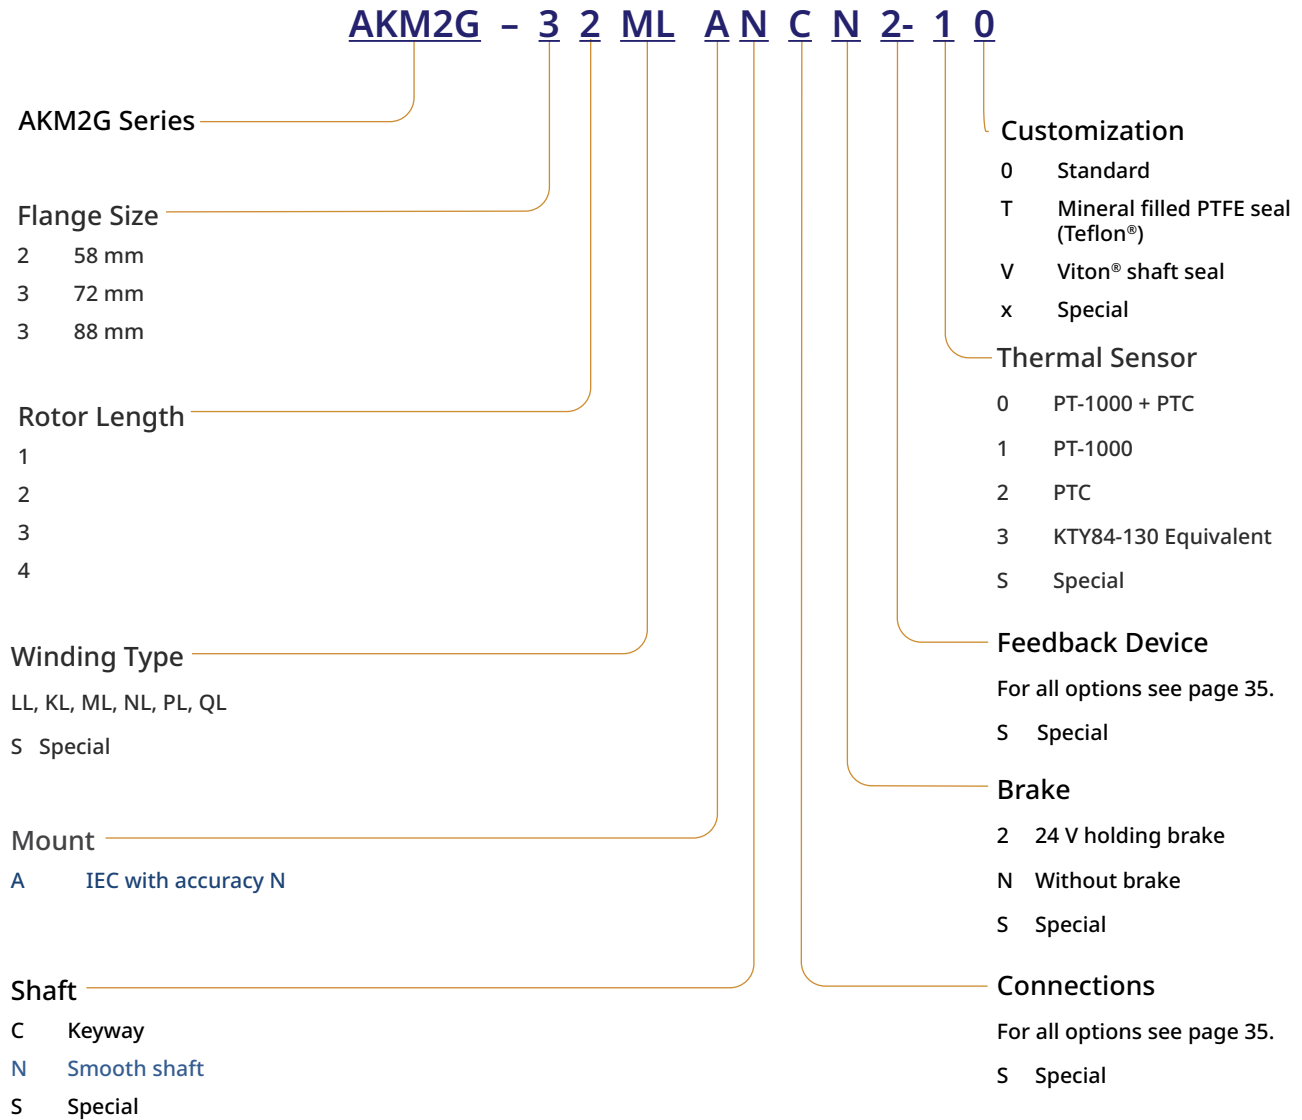 AKM2G – 3 2 ML A N C N 2- 1 0
AKM2G Series
Flange Size
2 58 mm
3 72 mm
3 88 mm
Rotor Length
1
2
3
4
Winding Type
LL, KL, ML, NL, PL, QL
S Special
Mount
A IEC with accuracy N
Shaft
C Keyway
N Smooth shaft
S Special
Customization
0 Standard
T Mineral filled PTFE seal
(Teflon®)
V Viton® shaft seal
x Special
Thermal Sensor
0 PT-1000 + PTC
1 PT-1000
2 PTC
3 KTY84-130 Equivalent
S Special
Feedback Device
For all options see page 35.
S Special
Brake
2 24 V holding brake
N Without brake
S Special
Connections
For all options see page 35.
S Special